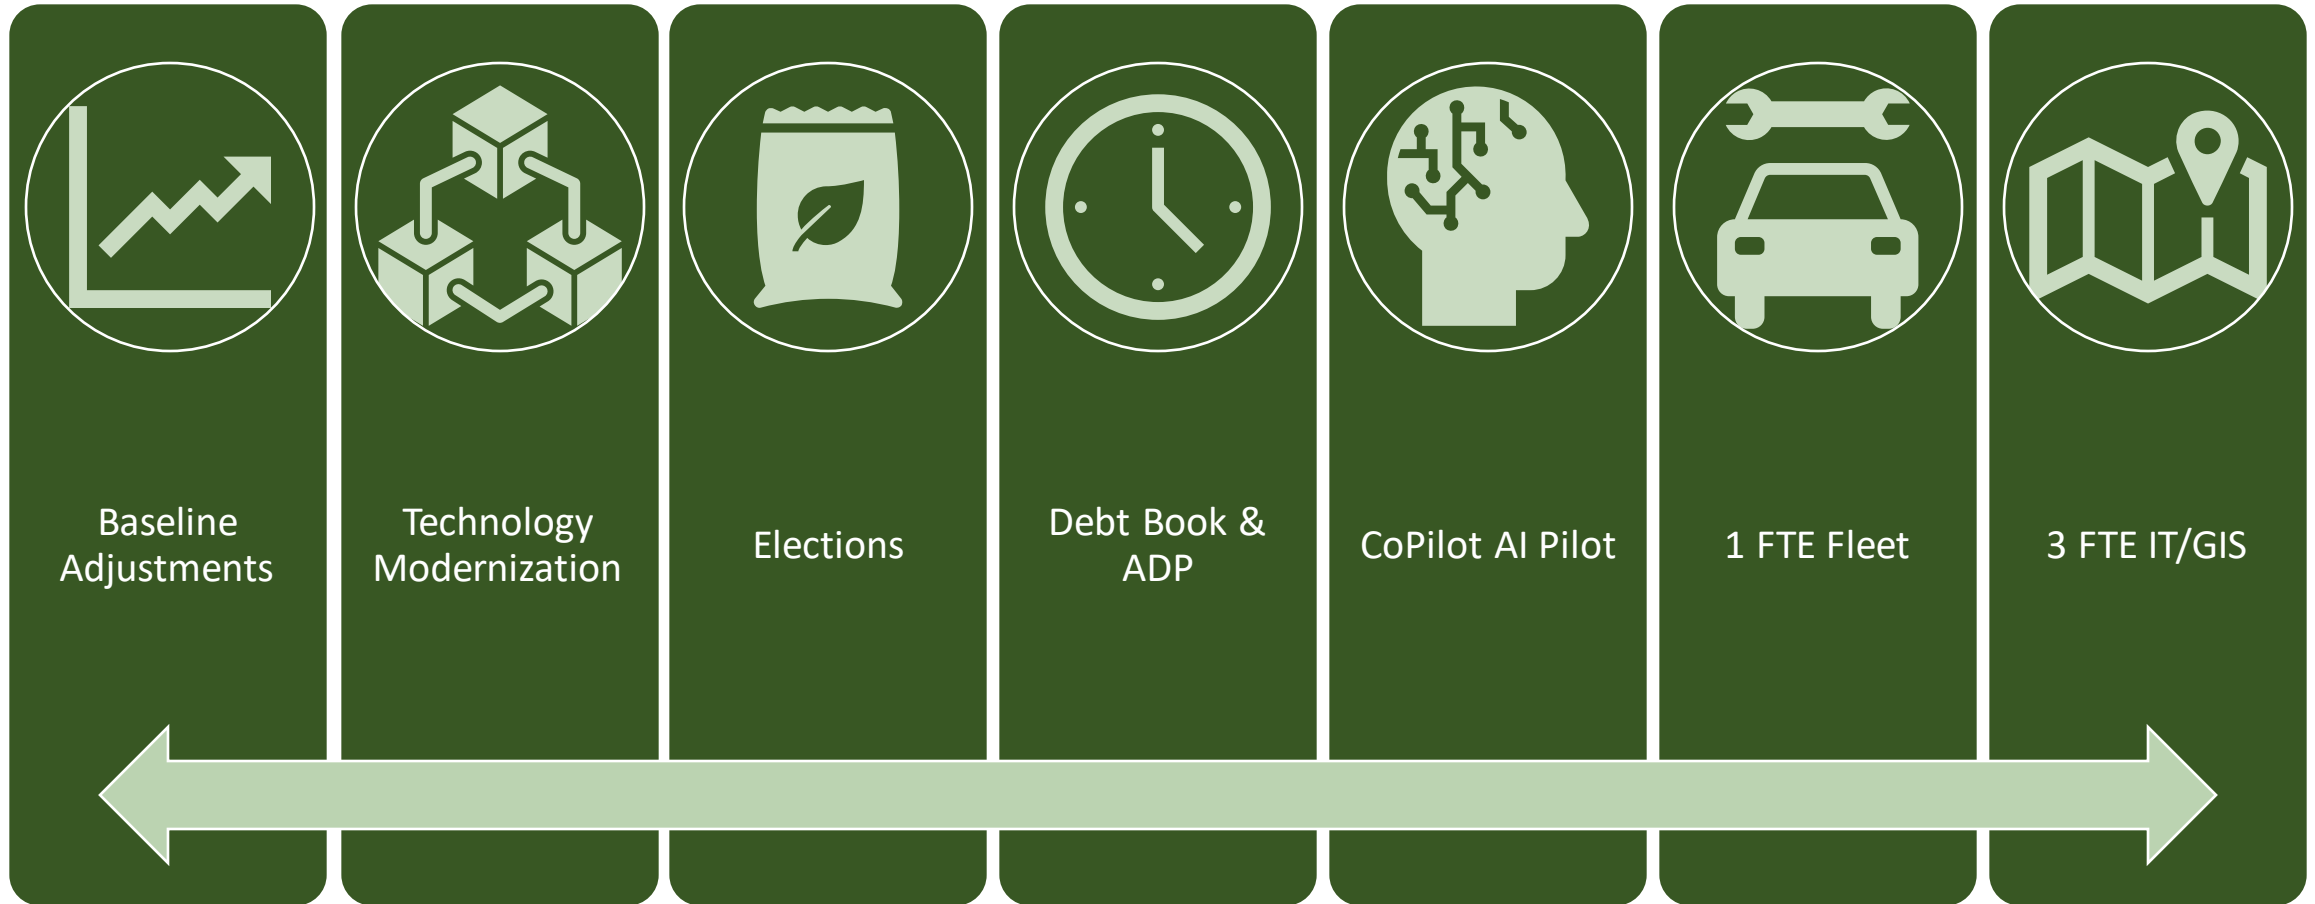 Baseline
Adjustments
Technology
Modernization
Elections
Debt Book &
ADP
CoPilot AI Pilot
1 FTE Fleet
3 FTE IT/GIS